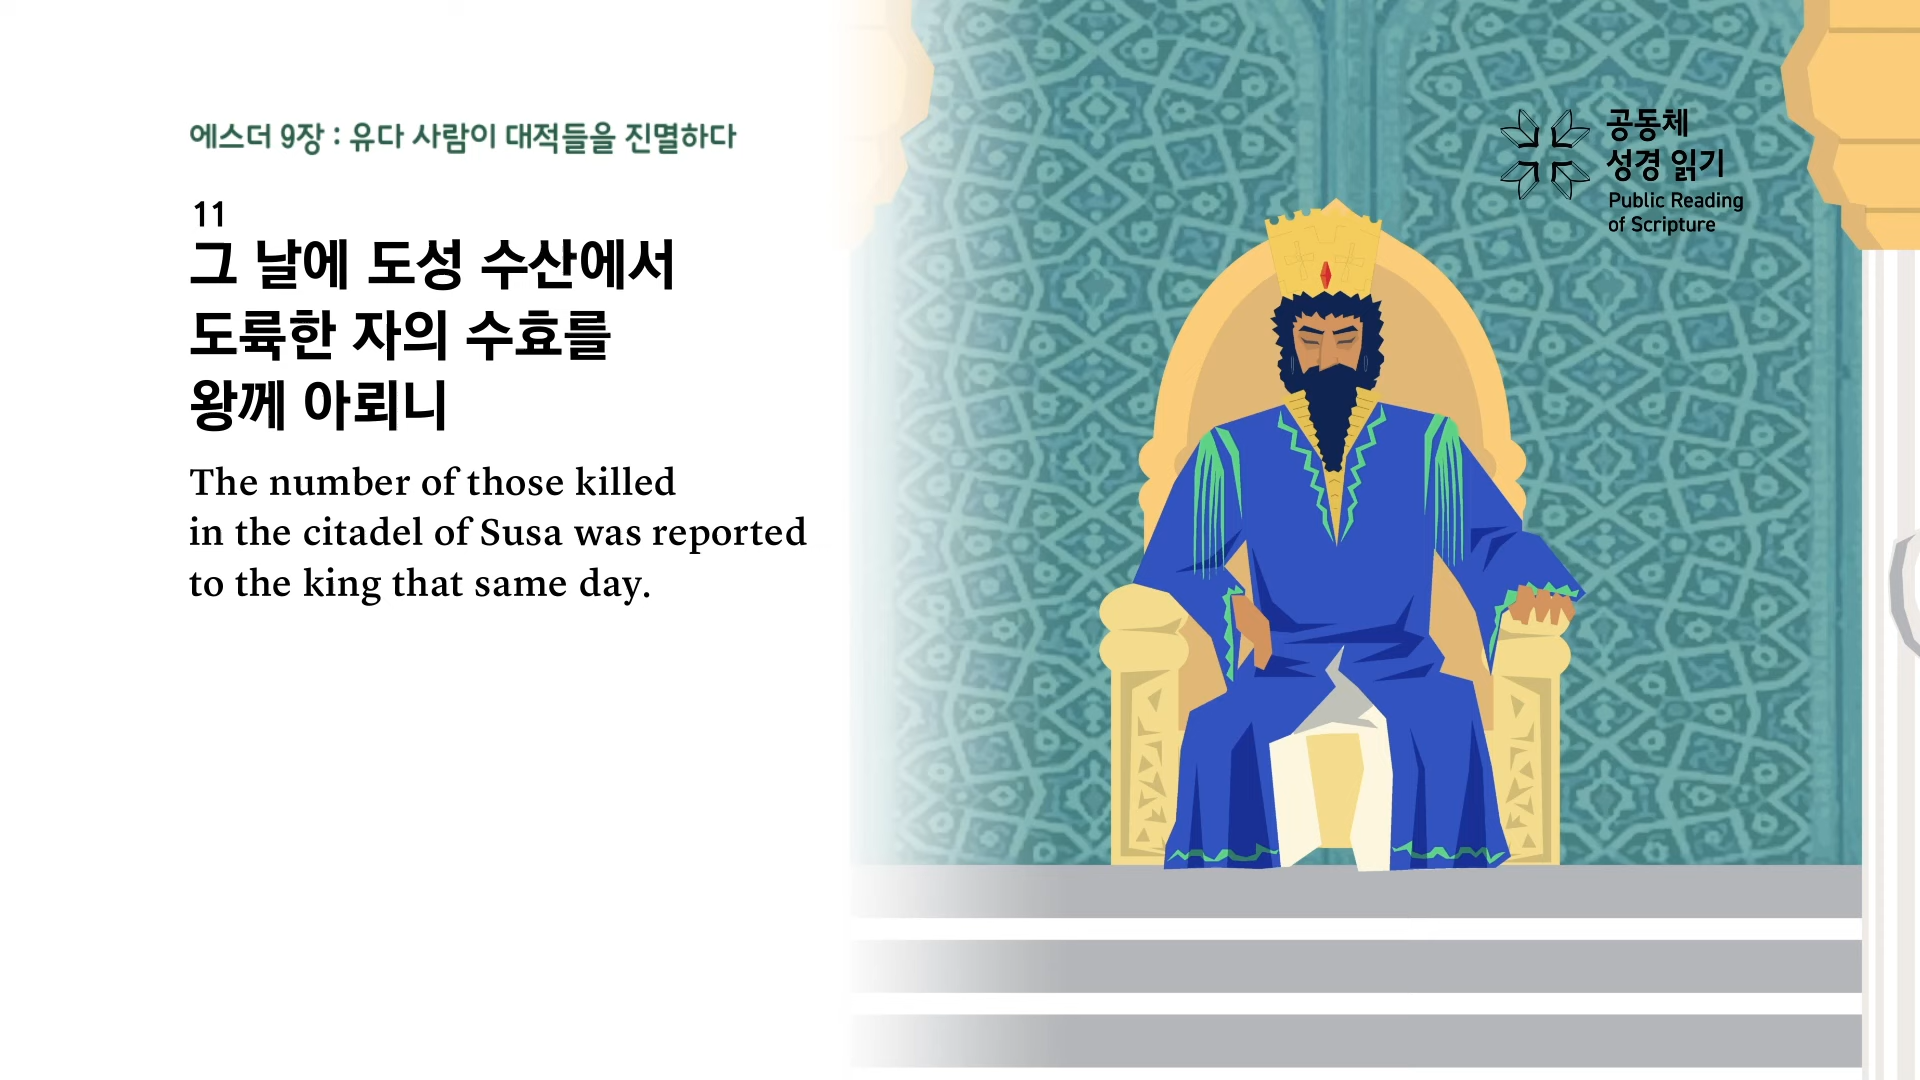 에스더 9장 : 유다 사람이 대적들을 진멸하다
11
그 날에 도성 수산에서
도륙한 자의 수효를
왕께 아뢰니
The number of those killed
in the citadel of Susa was reported
to the king that same day.
공동체
성경 읽기
Public Reading
of Scripture